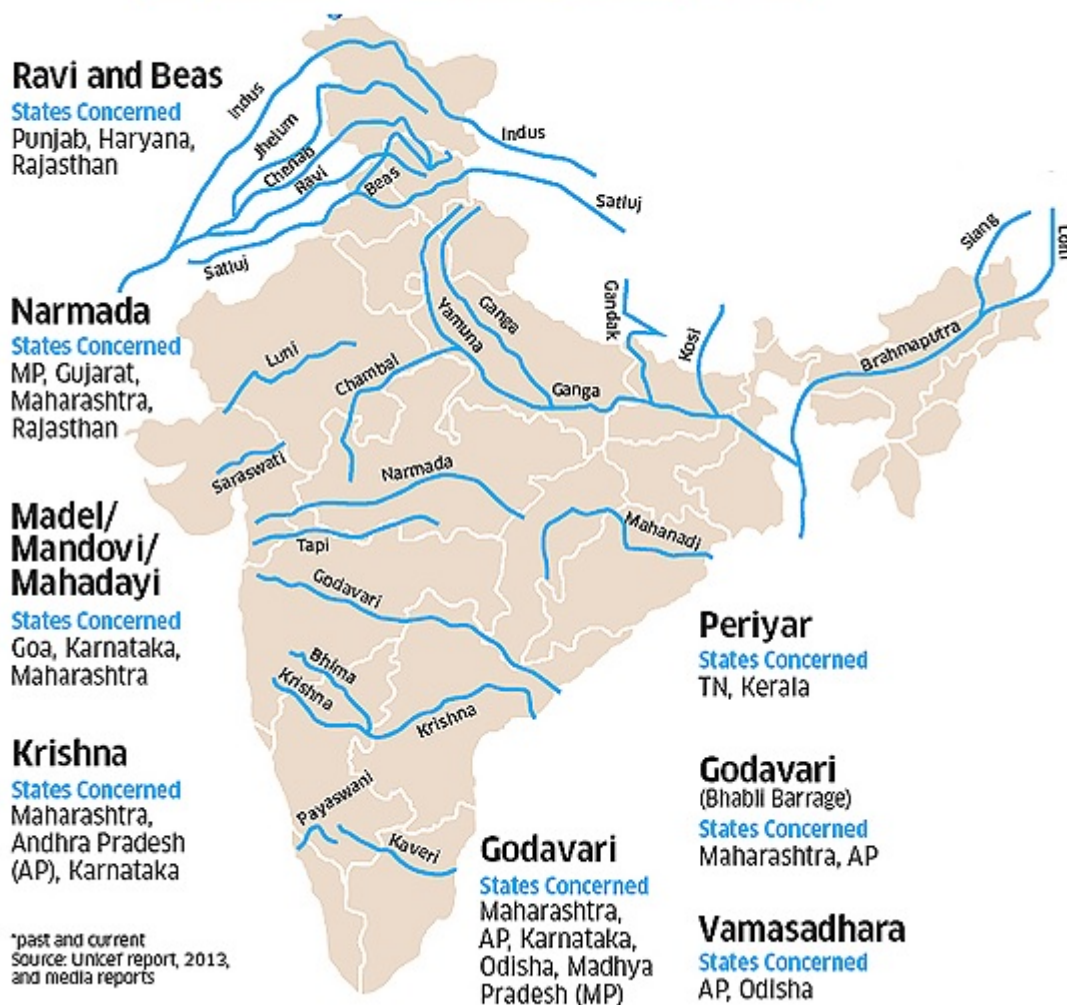 Ravi and Beas
States Concerned
Punjab, Haryana,
Rajasthan
Narmada
States Concerned
MP, Gujarat,
Maharashtra,
Rajasthan
Madel/
Mandovi/
Mahadayi
States Concerned
Goa, Karnataka,
Maharashtra
Krishna
States Concerned
Maharashtra,
Andhra Pradesh
(AP), Karnataka
*past and current
Source: Unicef report, 2013,
and media reports
Indus
Jhelum
Chenab
Ravi
Beas
Satluj
Indus
Satluj
Luni
Chambal
Yamuna
Ganga
Ganga
Gandak
Kosi
Siang
Lohit
Brahmaputra
Saraswati
Narmada
Tapi
Mahanadi
Godavari
Bhima
Krishna
Krishna
Payaswani
Kaveri
Godavari
States Concerned
Maharashtra,
AP, Karnataka,
Odisha, Madhya
Pradesh (MP)
Periyar
States Concerned
TN, Kerala
Godavari
(Bhabli Barrage)
States Concerned
Maharashtra, AP
Vamasadhara
States Concerned
AP, Odisha